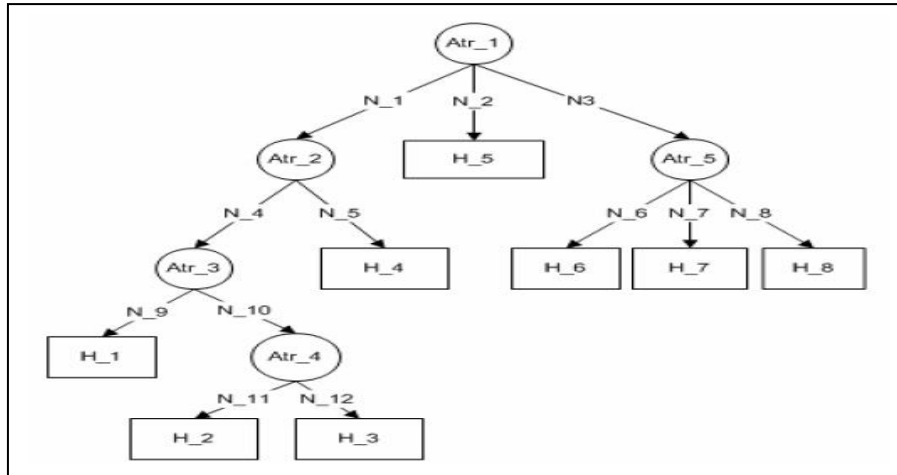 Atr_1
N_1 N_2 N3
Atr_2 H_5 Atr_5
N_4 N_5 N_6 N_7 N_8
Atr_3 H_4 H_6 H_7 H_8
N_9 N_10
H_1 Atr_4
N_11 N_12
H_2 H_3